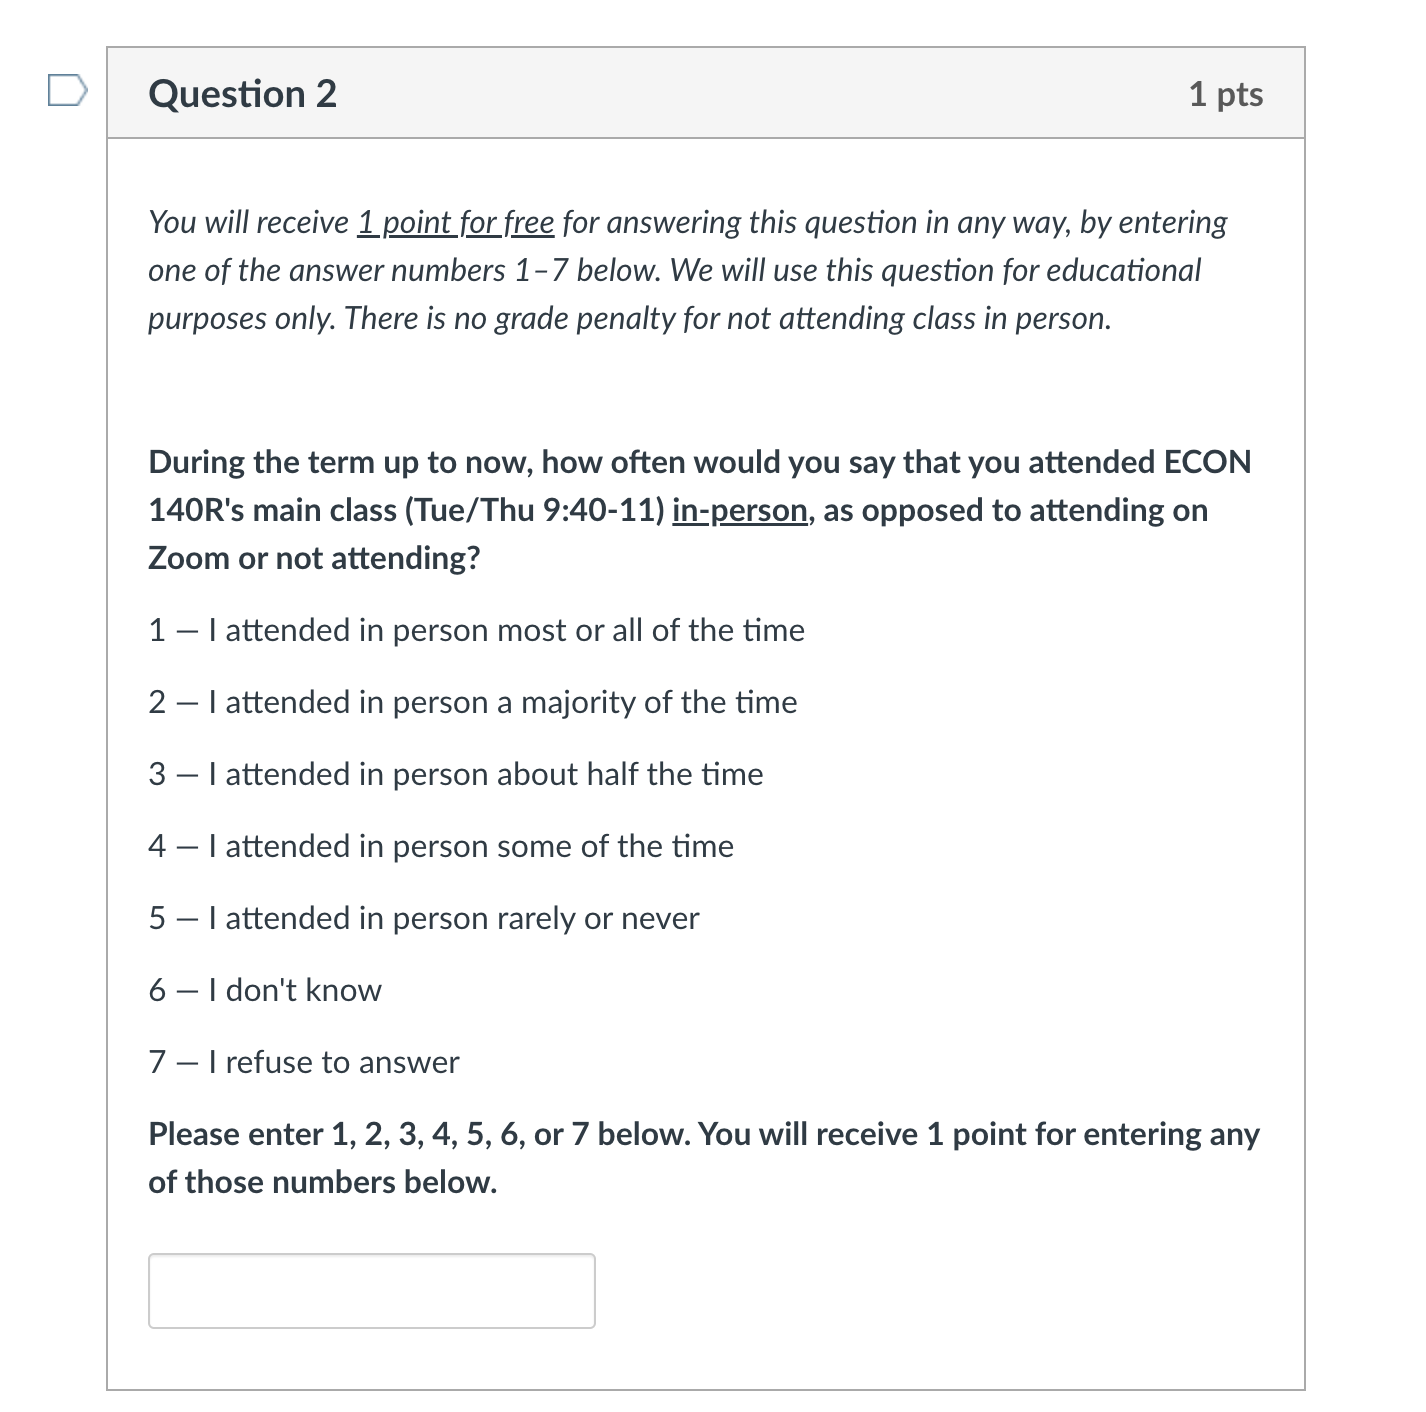 Question 2
1 pts
You will receive 1 point for free for answering this question in any way, by entering
one of the answer numbers 1–7 below. We will use this question for educational
purposes only. There is no grade penalty for not attending class in person.
During the term up to now, how often would you say that you attended ECON
140R's main class (Tue/Thu 9:40-11) in-person, as opposed to attending on
Zoom or not attending?
1 — I attended in person most or all of the time
2 — I attended in person a majority of the time
3 — I attended in person about half the time
4 — I attended in person some of the time
5 — I attended in person rarely or never
6 — I don't know
7 — I refuse to answer
Please enter 1, 2, 3, 4, 5, 6, or 7 below. You will receive 1 point for entering any
of those numbers below.